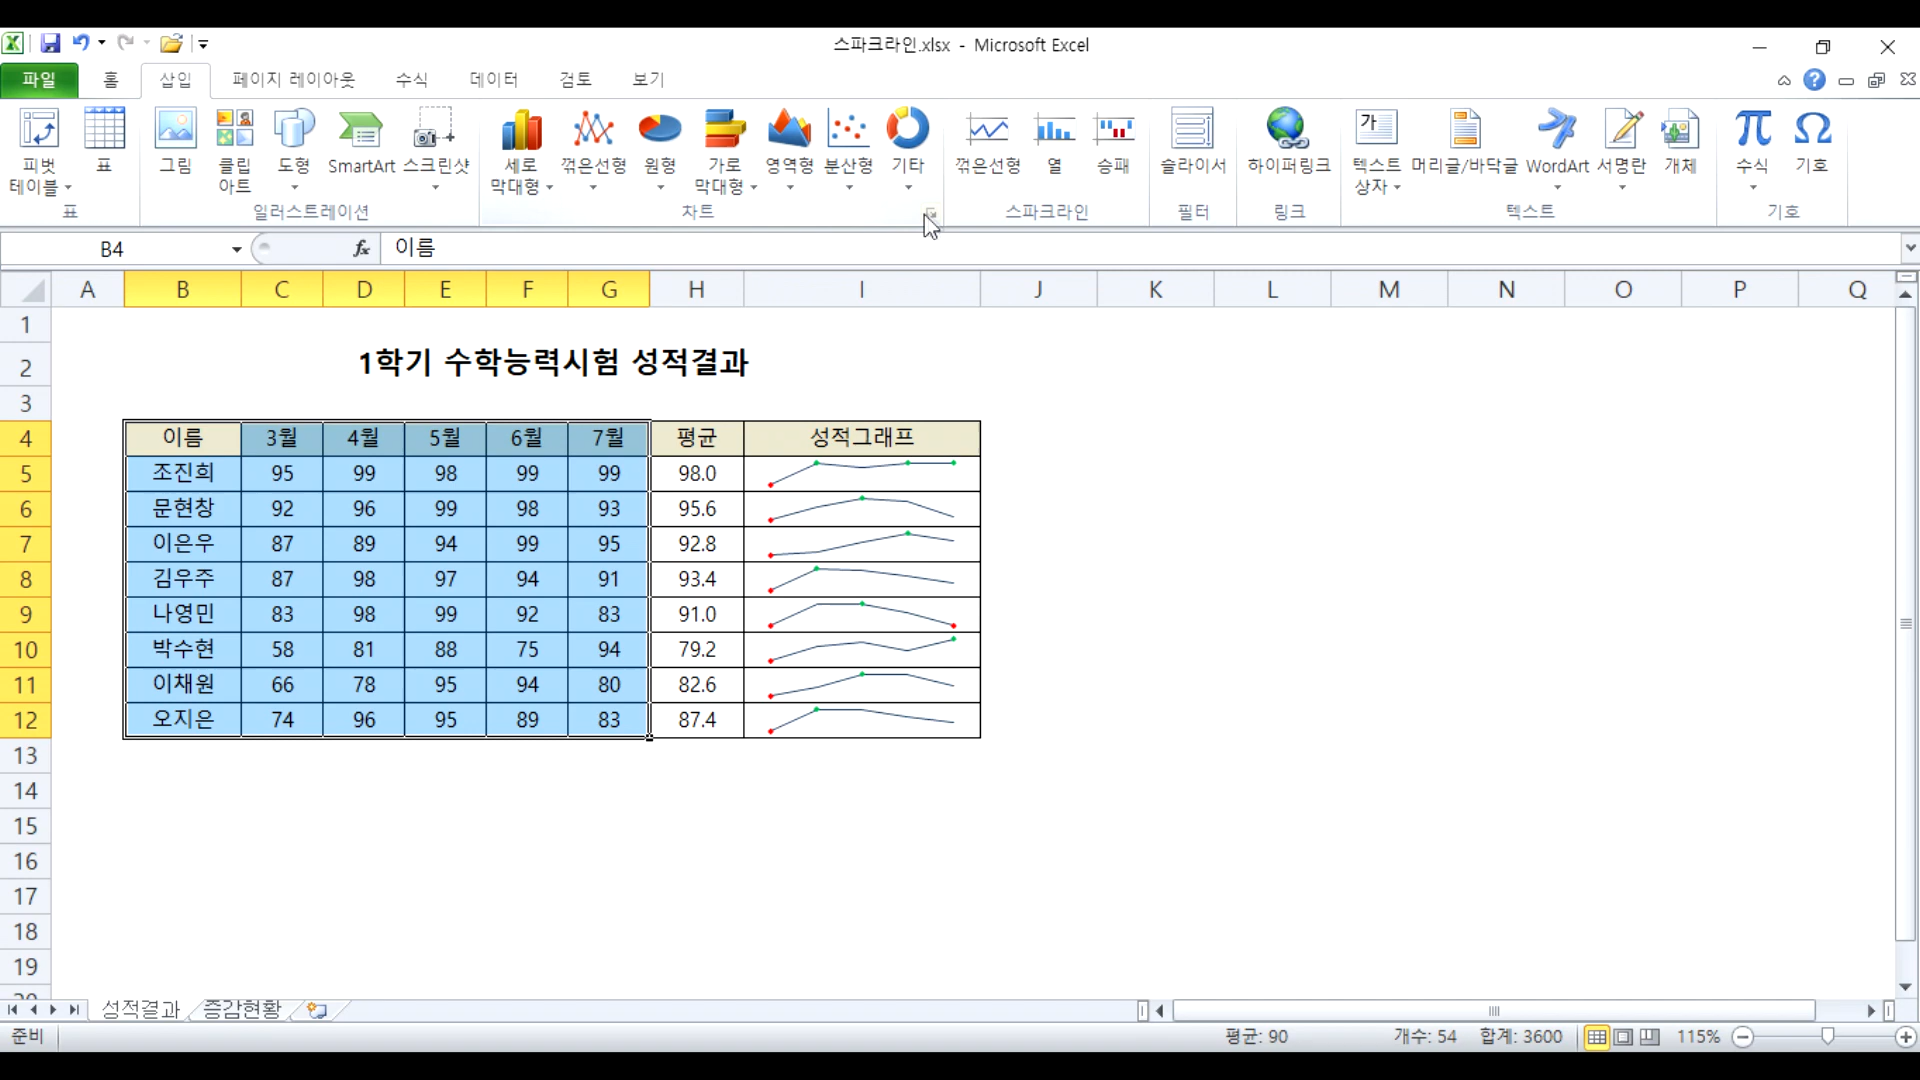 스파크라인.xlsx - Microsoft Excel
파일 홈 삽입 페이지 레이아웃 수식 데이터 검토 보기
피벗 테이블 표 그림 클립 아트 도형 SmartArt 스크린샷 세로 막대형 꺾은선형 원형 가로 막대형 영역형 분산형 기타 꺾은선형 열 승패 슬라이서 하이퍼링크 텍스트 상자 머리글/바닥글 WordArt 서명란 개체 수식 기호
표 일러스트레이션 차트 스파크라인 필터 링크 텍스트 기호
B4 fx 이름
A B C D E F G H I J K L M N O P Q
1
2 1학기 수학능력시험 성적결과
3
4 이름 3월 4월 5월 6월 7월 평균 성적그래프
5 조진희 95 99 98 99 99 98.0
6 문현창 92 96 99 98 93 95.6
7 이은우 87 89 94 99 95 92.8
8 김우주 87 98 97 94 91 93.4
9 나영민 83 98 99 92 83 91.0
10 박수현 58 81 88 75 94 79.2
11 이채원 66 78 95 94 80 82.6
12 오지은 74 96 95 89 83 87.4
13
14
15
16
17
18
19
20
성적결과 증감현황
준비 평균: 90 개수: 54 합계: 3600 115%